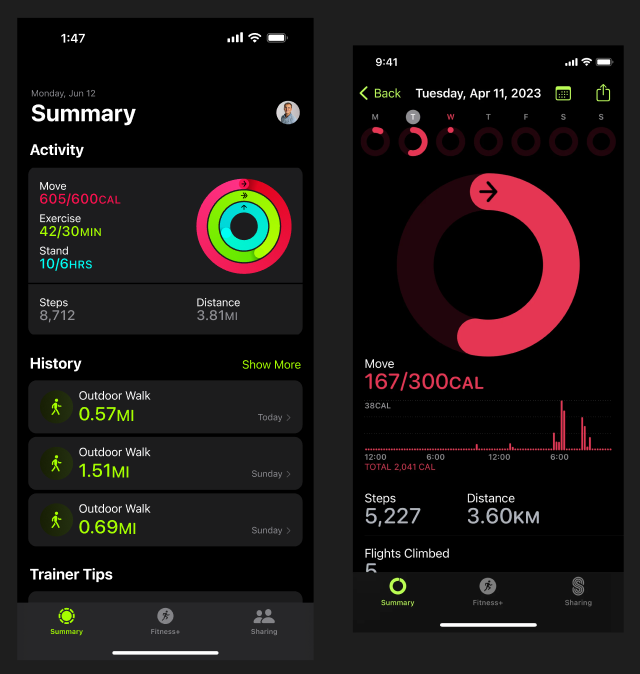 1:47
Monday, Jun 12
Summary
Activity
Move
605/600CAL
Exercise
42/30MIN
Stand
10/6HRS
Steps
8,712
Distance
3.81MI
History
Show More
Outdoor Walk
0.57MI
Today
Outdoor Walk
1.51MI
Sunday
Outdoor Walk
0.69MI
Sunday
Trainer Tips
Summary
Fitness+
Sharing
9:41
Back
Tuesday, Apr 11, 2023
M T W T F S S
Move
167/300CAL
38CAL
12:00 6:00 12:00 6:00
TOTAL 2,041 CAL
Steps
5,227
Distance
3.60KM
Flights Climbed
5
Summary
Fitness+
Sharing